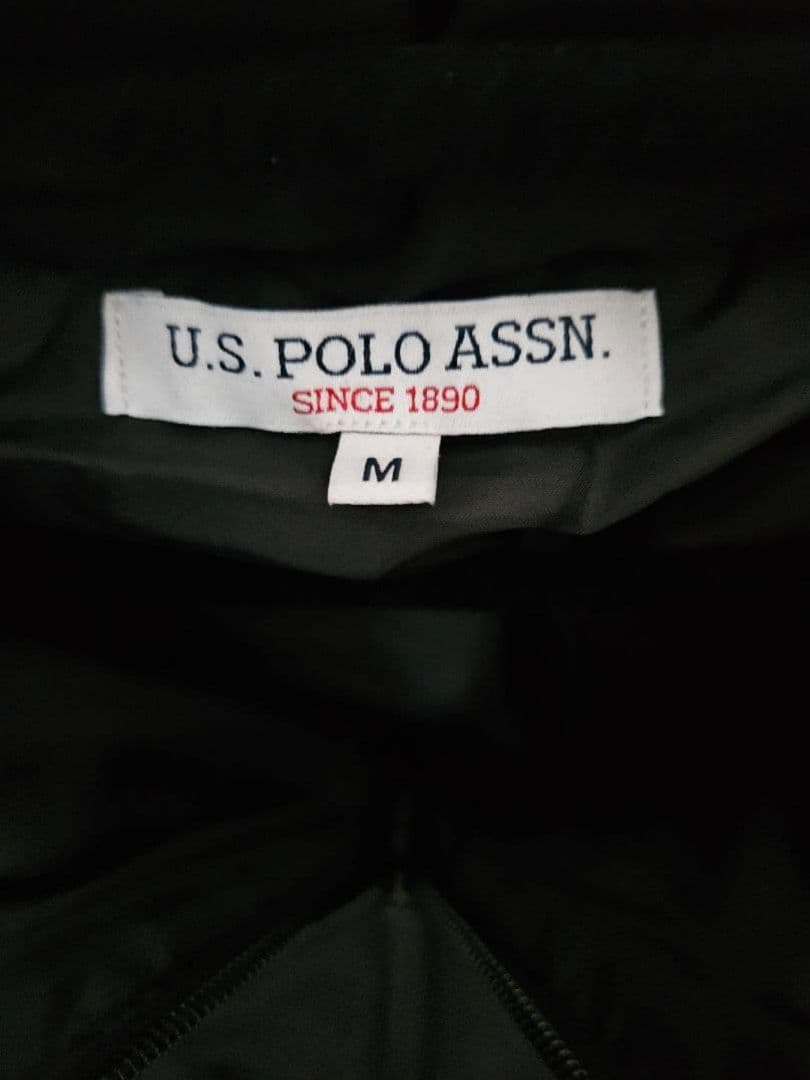 U.S. POLO ASSN.
SINCE 1890
M